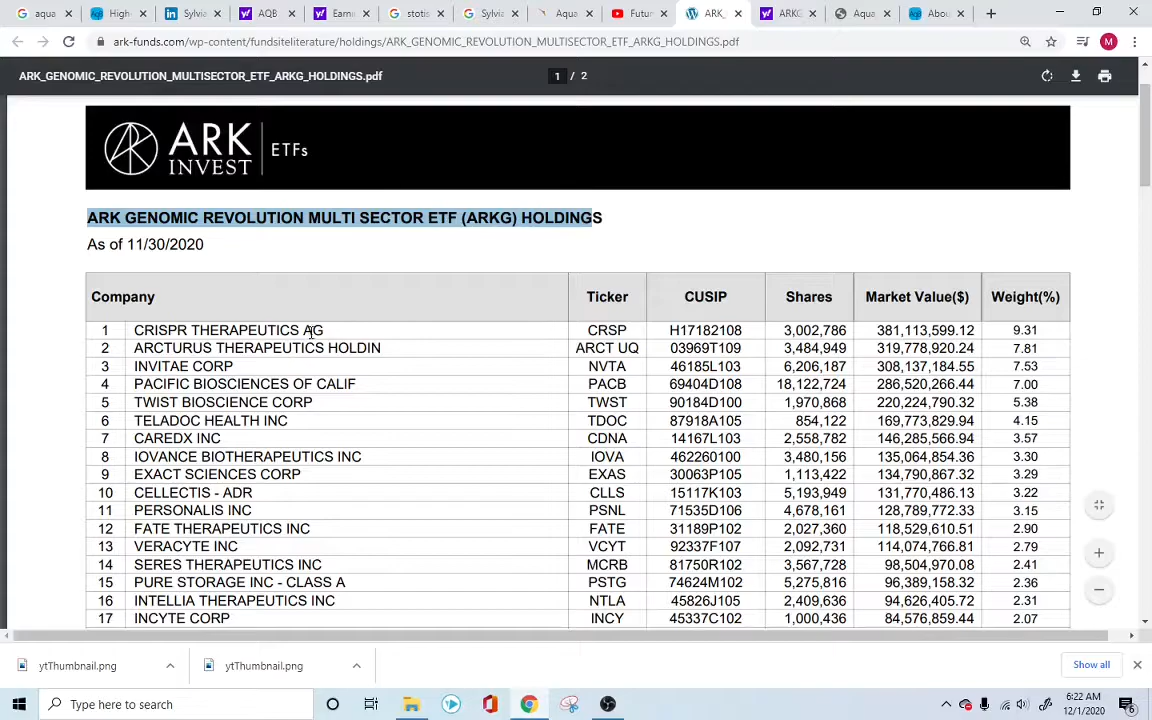 aqua
High-
Sylvia
AQB
Earn
stotis
Sylvia
Aqua
Futur
ARK_
ARKG
Aqua
Abou
ark-funds.com/wp-content/fundsiteliterature/holdings/ARK_GENOMIC_REVOLUTION_MULTISECTOR_ETF_ARKG_HOLDINGS.pdf
M
ARK_GENOMIC_REVOLUTION_MULTISECTOR_ETF_ARKG_HOLDINGS.pdf
1 / 2
ARK INVEST ETFs
ARK GENOMIC REVOLUTION MULTI SECTOR ETF (ARKG) HOLDINGS
As of 11/30/2020
Company Ticker CUSIP Shares Market Value($) Weight(%)
1 CRISPR THERAPEUTICS AG CRSP H17182108 3,002,786 381,113,599.12 9.31
2 ARCTURUS THERAPEUTICS HOLDIN ARCT UQ 03969T109 3,484,949 319,778,920.24 7.81
3 INVITAE CORP NVTA 46185L103 6,206,187 308,137,184.55 7.53
4 PACIFIC BIOSCIENCES OF CALIF PACB 69404D108 18,122,724 286,520,266.44 7.00
5 TWIST BIOSCIENCE CORP TWST 90184D100 1,970,868 220,224,790.32 5.38
6 TELADOC HEALTH INC TDOC 87918A105 854,122 169,773,829.94 4.15
7 CAREDX INC CDNA 14167L103 2,558,782 146,285,566.94 3.57
8 IOVANCE BIOTHERAPEUTICS INC IOVA 462260100 3,480,156 135,064,854.36 3.30
9 EXACT SCIENCES CORP EXAS 30063P105 1,113,422 134,790,867.32 3.29
10 CELLECTIS - ADR CLLS 15117K103 5,193,949 131,770,486.13 3.22
11 PERSONALIS INC PSNL 71535D106 4,678,161 128,789,772.33 3.15
12 FATE THERAPEUTICS INC FATE 31189P102 2,027,360 118,529,610.51 2.90
13 VERACYTE INC VCYT 92337F107 2,092,731 114,074,766.81 2.79
14 SERES THERAPEUTICS INC MCRB 81750R102 3,567,728 98,504,970.08 2.41
15 PURE STORAGE INC - CLASS A PSTG 74624M102 5,275,816 96,389,158.32 2.36
16 INTELLIA THERAPEUTICS INC NTLA 45826J105 2,409,636 94,626,405.72 2.31
17 INCYTE CORP INCY 45337C102 1,000,436 84,576,859.44 2.07
ytThumbnail.png
ytThumbnail.png
Show all
Type here to search
6:22 AM
12/1/2020
6